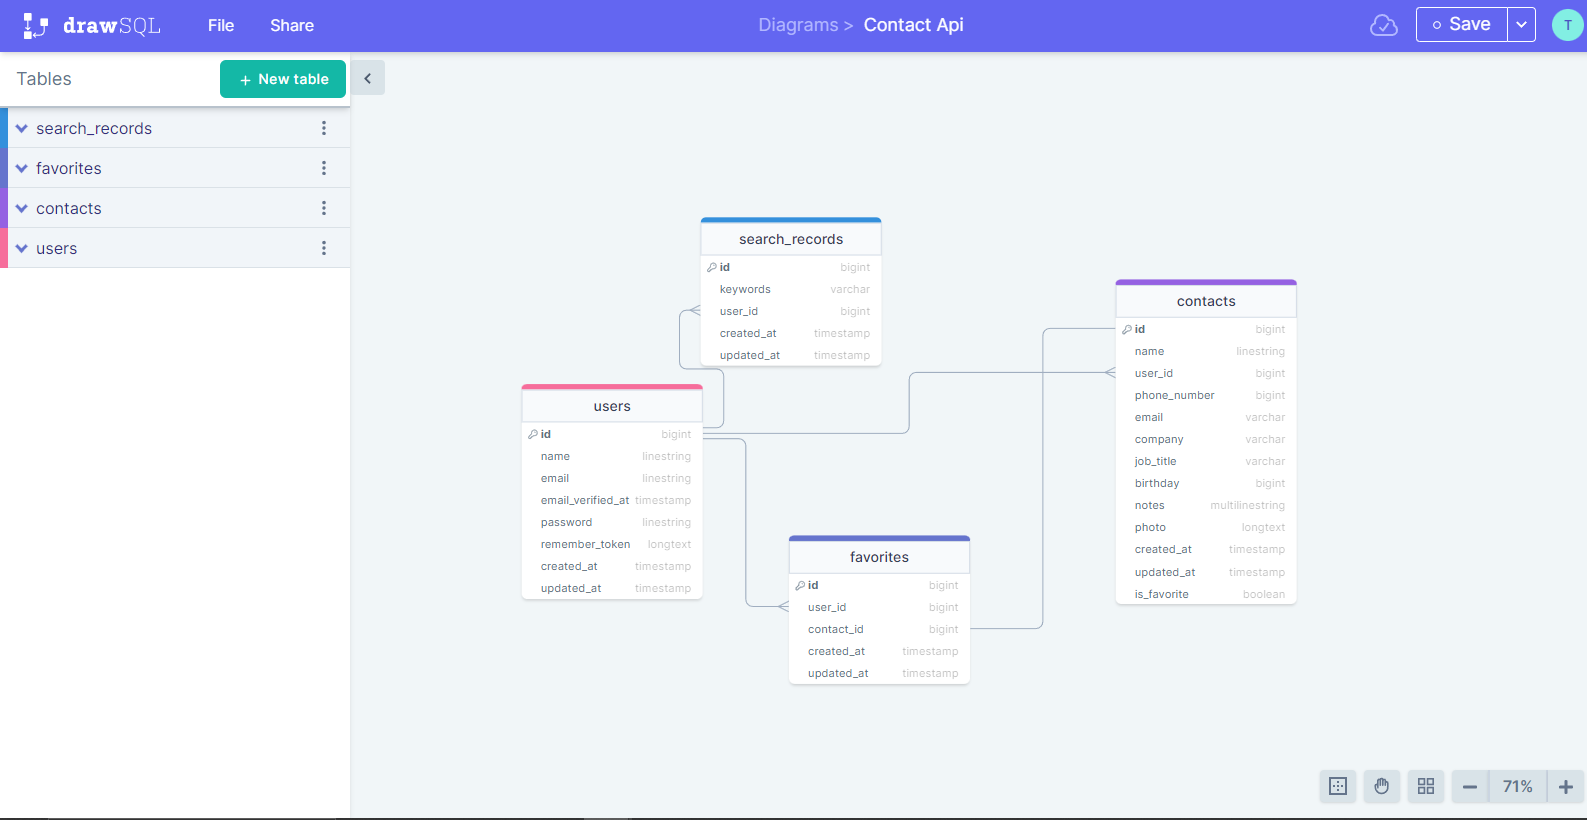 drawSQL File Share Diagrams > Contact Api Save T
Tables + New table
search_records
favorites
contacts
users
search_records
id bigint
keywords varchar
user_id bigint
created_at timestamp
updated_at timestamp
users
id bigint
name linestring
email linestring
email_verified_at timestamp
password linestring
remember_token longtext
created_at timestamp
updated_at timestamp
favorites
id bigint
user_id bigint
contact_id bigint
created_at timestamp
updated_at timestamp
contacts
id bigint
name linestring
user_id bigint
phone_number bigint
email varchar
company varchar
job_title varchar
birthday bigint
notes multilinestring
photo longtext
created_at timestamp
updated_at timestamp
is_favorite boolean
71%